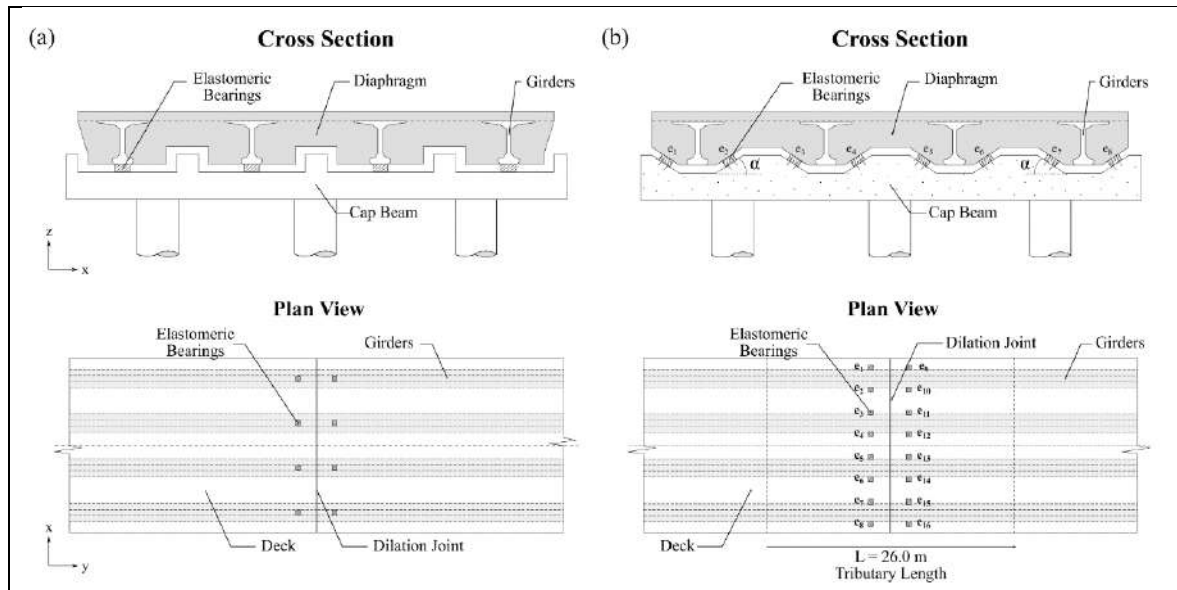 (a)
Cross Section
Elastomeric
Bearings
Diaphragm
Girders
Cap Beam
z
x
Plan View
Elastomeric
Bearings
Girders
Deck
Dilation Joint
x
y
(b)
Cross Section
Elastomeric
Bearings
Diaphragm
Girders
e1 e2 e3 e4 e5 e6 e7 e8
α α
Cap Beam
Plan View
Elastomeric
Bearings
Dilation Joint
Girders
e1
e2 e10
e3 e11
e4 e12
e5 e13
e6 e14
e7 e15
e8 e16
Deck
L = 26.0 m
Tributary Length